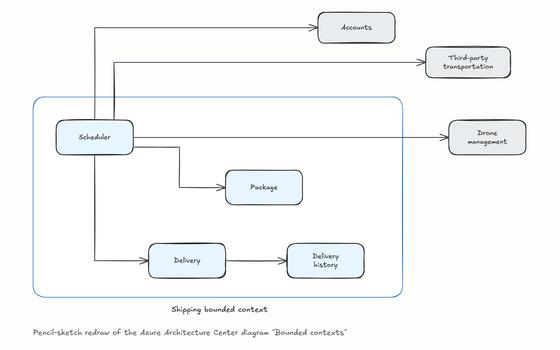 Accounts
Third-party
transportation
Scheduler
Drone
management
Package
Delivery
Delivery
history
Shipping bounded context
Pencil-sketch redraw of the Azure Architecture Center diagram "Bounded contexts"